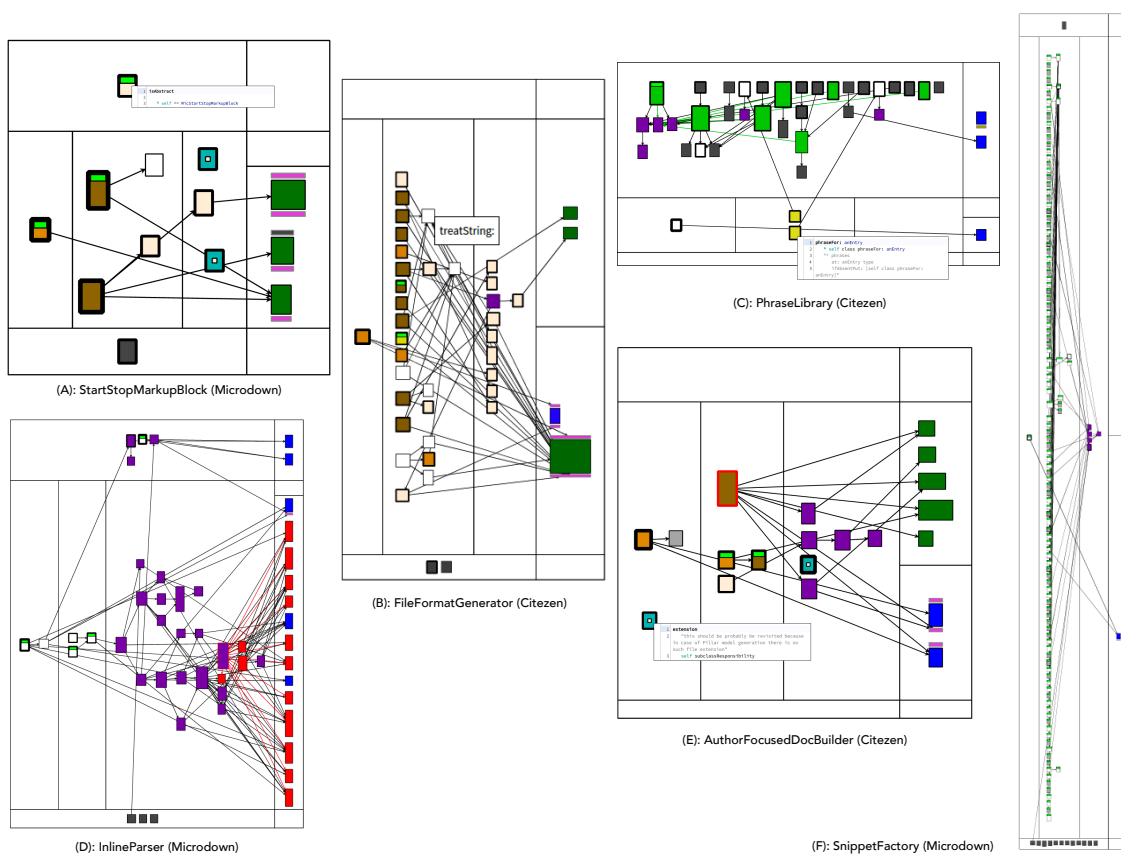 isAbstract
^ self == MicStartStopMarkupBlock
(A): StartStopMarkupBlock (Microdown)
treatString:
(B): FileFormatGenerator (Citezen)
phraseFor: anEntry
^ self class phraseFor: anEntry
"^ phrases
at: anEntry type
ifAbsentPut: [self class phraseFor:
anEntry]"
(C): PhraseLibrary (Citezen)
(D): InlineParser (Microdown)
extension
"this should be probably be revisited because
in case of Pillar model generation there is no
such file extension"
self subclassResponsibility
(E): AuthorFocusedDocBuilder (Citezen)
(F): SnippetFactory (Microdown)